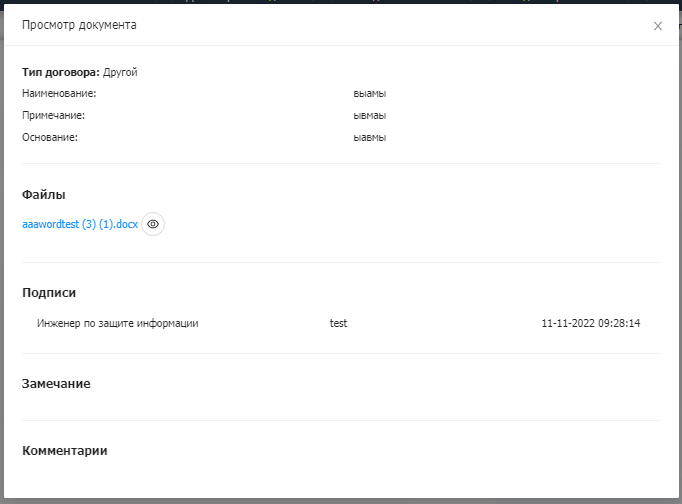 Просмотр документа
Тип договора: Другой
Наименование: выамы
Примечание: ывмаы
Основание: ыавмы
Файлы
aaawordtest (3) (1).docx
Подписи
Инженер по защите информации test 11-11-2022 09:28:14
Замечание
Комментарии